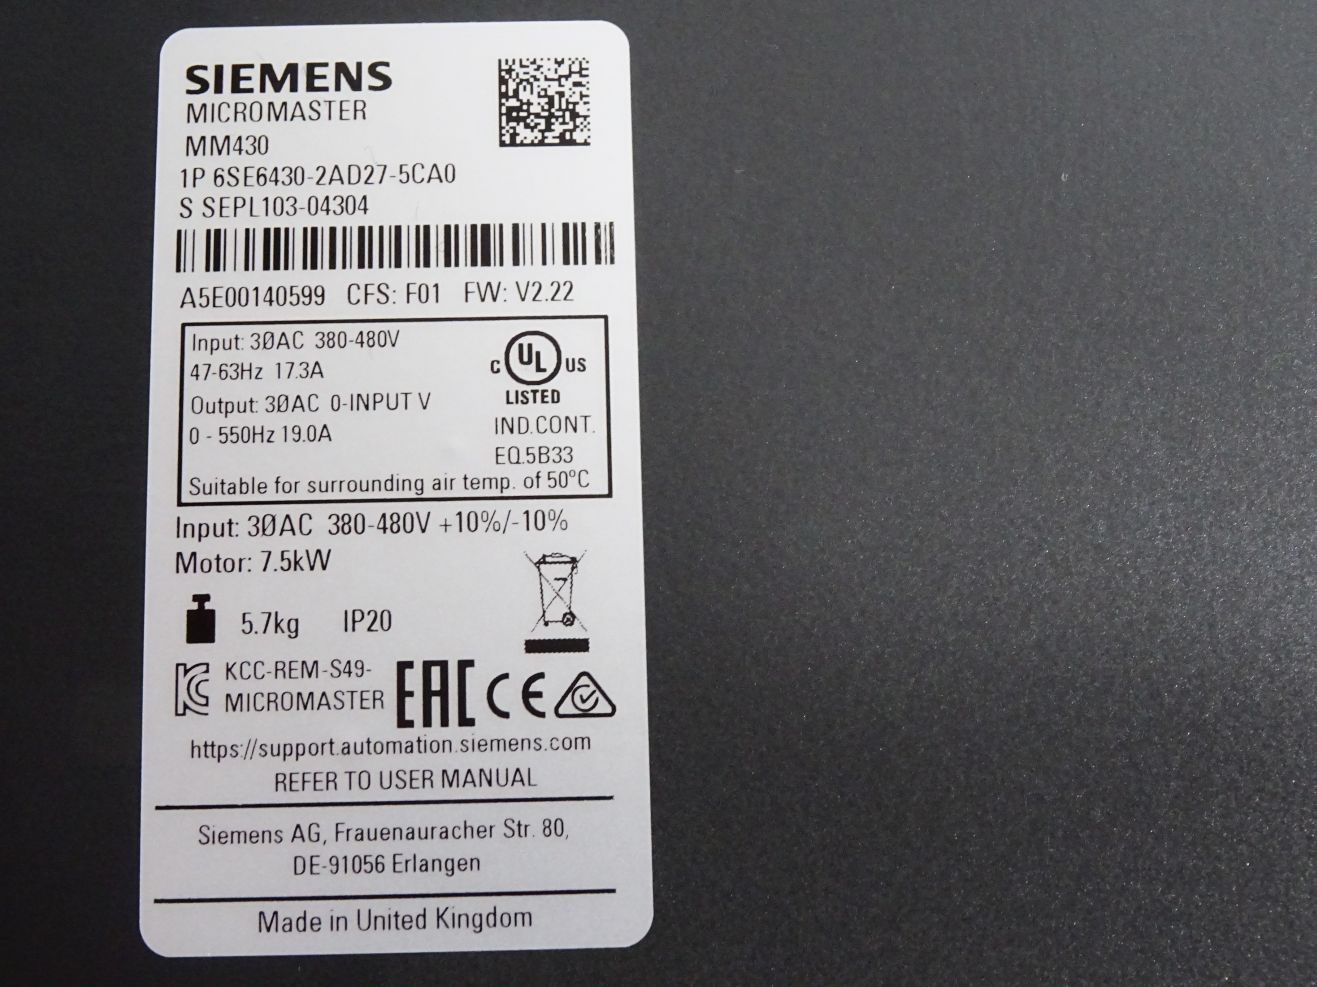 SIEMENS
MICROMASTER
MM430
1P 6SE6430-2AD27-5CA0
S SEPL103-04304
A5E00140599 CFS: F01 FW: V2.22
Input: 3ØAC 380-480V
47-63Hz 17.3A
Output: 3ØAC 0-INPUT V
0 - 550Hz 19.0A
C UL US
LISTED
IND.CONT.
EQ.5B33
Suitable for surrounding air temp. of 50°C
Input: 3ØAC 380-480V +10%/-10%
Motor: 7.5kW
5.7kg IP20
KCC-REM-S49-
MICROMASTER
EAC CE
https://support.automation.siemens.com
REFER TO USER MANUAL
Siemens AG, Frauenauracher Str. 80,
DE-91056 Erlangen
Made in United Kingdom